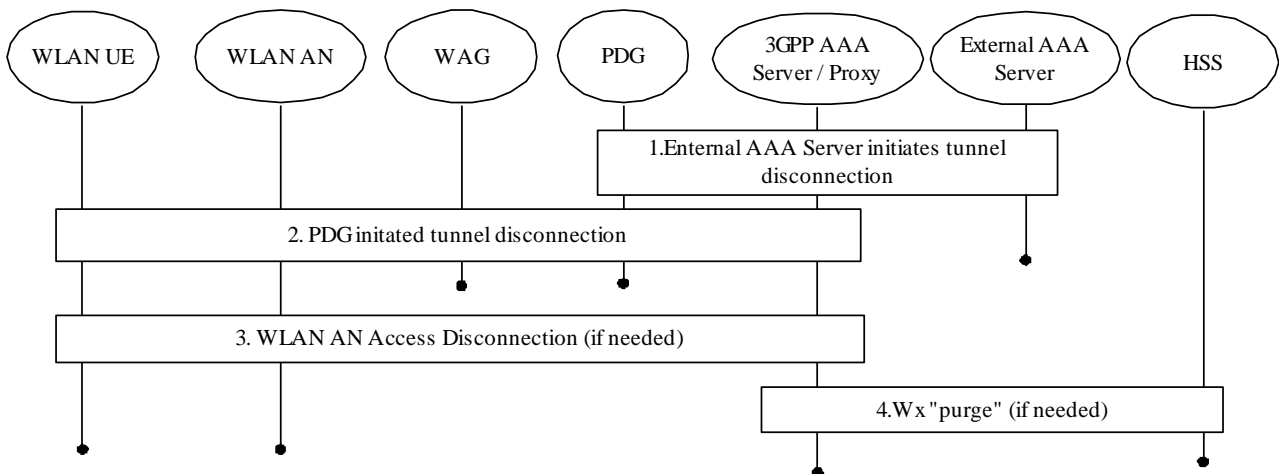 WLAN UE
WLAN AN
WAG
PDG
3GPP AAA
Server / Proxy
External AAA
Server
HSS
1.Enternal AAA Server initiates tunnel
disconnection
2. PDG initated tunnel disconnection
3. WLAN AN Access Disconnection (if needed)
4.Wx "purge" (if needed)